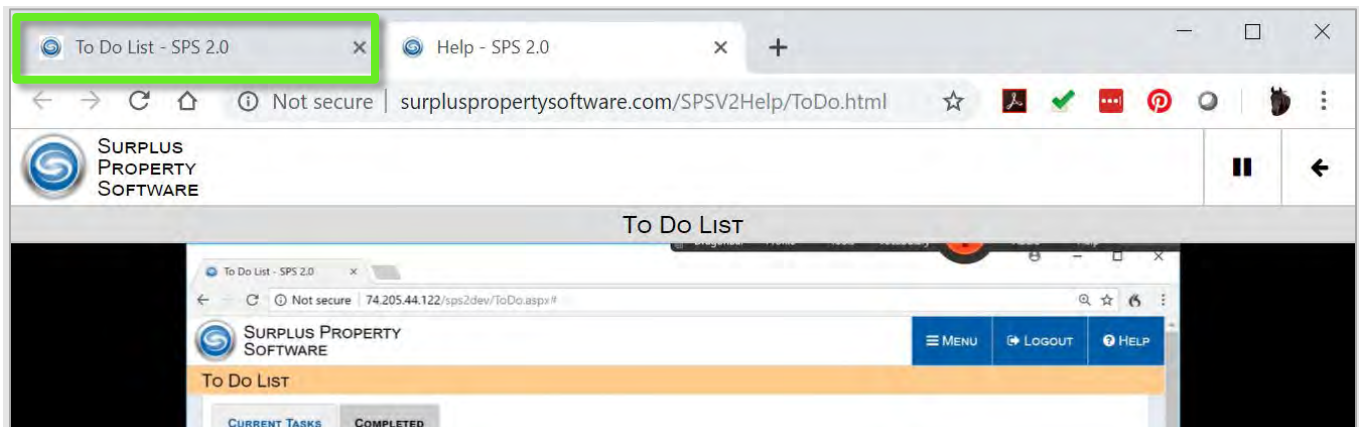 To Do List - SPS 2.0 Help - SPS 2.0
Not secure surpluspropertysoftware.com/SPSV2Help/ToDo.html
SURPLUS
PROPERTY
SOFTWARE
TO DO LIST
To Do List - SPS 2.0
Not secure 74.205.44.122/sps2dev/ToDo.aspx#
SURPLUS PROPERTY
SOFTWARE
MENU LOGOUT HELP
TO DO LIST
CURRENT TASKS COMPLETED